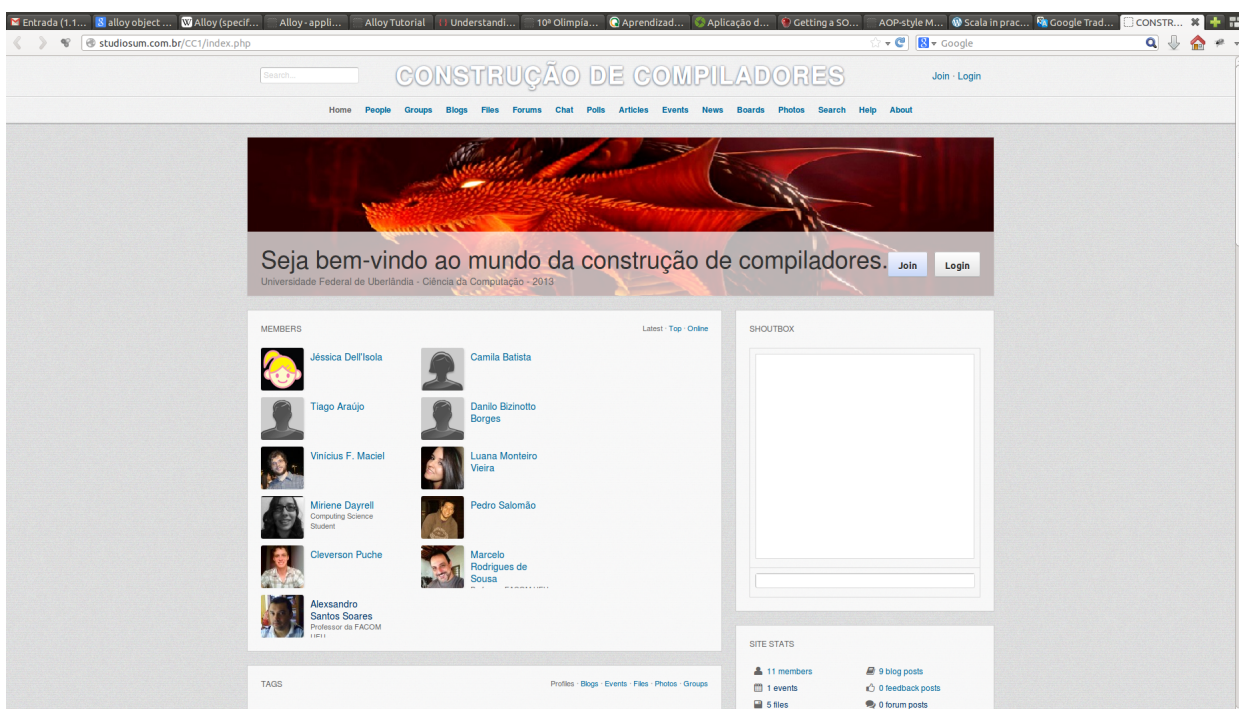 Entrada (1.1... alloy object ... Alloy (specif... Alloy - appli... Alloy Tutorial Understandi... 10ª Olimpía... Aprendizad... Aplicação d... Getting a SO... AOP-style M... Scala in prac... Google Trad... CONSTR...
studiosum.com.br/CC1/index.php Google
Search... CONSTRUÇÃO DE COMPILADORES Join · Login
Home People Groups Blogs Files Forums Chat Polls Articles Events News Boards Photos Search Help About
Seja bem-vindo ao mundo da construção de compiladores. Join Login
Universidade Federal de Uberlândia - Ciência da Computação - 2013
MEMBERS Latest · Top · Online
Jéssica Dell'Isola Camila Batista
Tiago Araújo Danilo Bizinotto
Borges
Vinícius F. Maciel Luana Monteiro
Vieira
Miriene Dayrell Pedro Salomão
Computing Science
Student
Cleverson Puche Marcelo
Rodrigues de
Sousa
Alexsandro
Santos Soares
Professor da FACOM
UFU
SHOUTBOX
SITE STATS
11 members 9 blog posts
1 events 0 feedback posts
5 files 0 forum posts
TAGS Profiles · Blogs · Events · Files · Photos · Groups